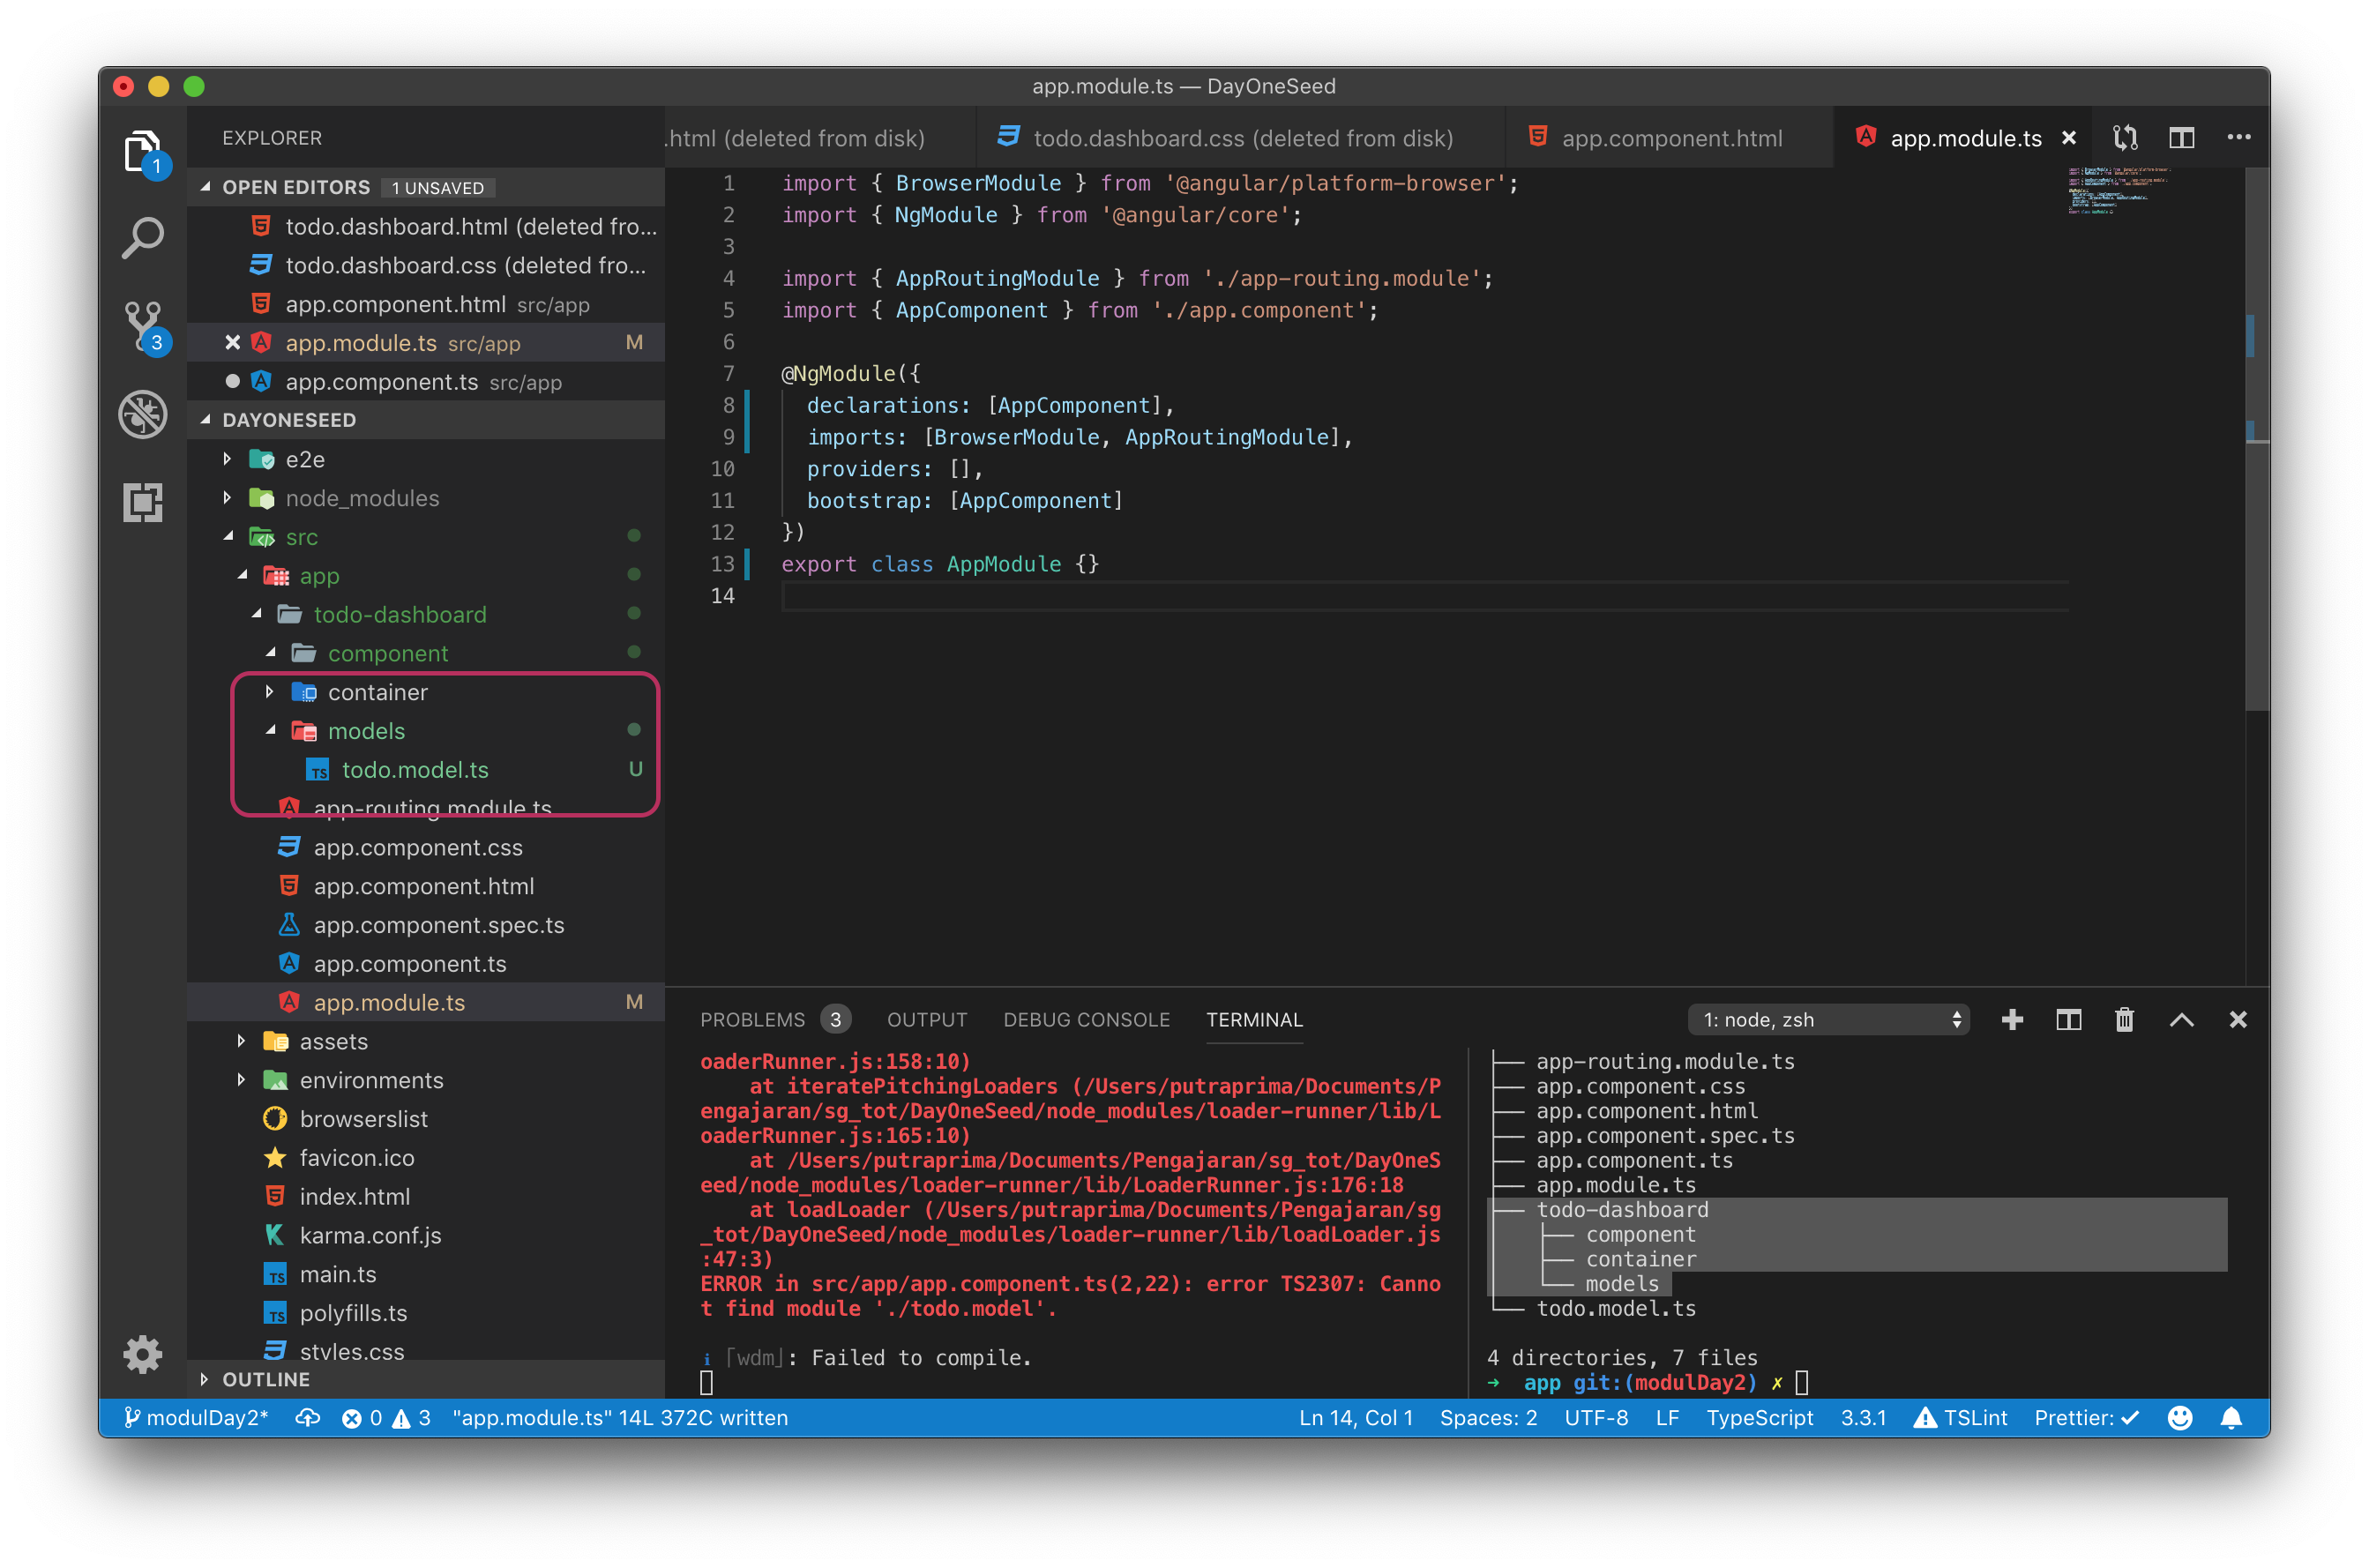 app.module.ts — DayOneSeed
EXPLORER
1
3
OPEN EDITORS 1 UNSAVED
todo.dashboard.html (deleted fro...
todo.dashboard.css (deleted fro...
app.component.html src/app
app.module.ts src/app M
app.component.ts src/app
DAYONESEED
e2e
node_modules
src
app
todo-dashboard
component
container
models
TS todo.model.ts U
app-routing.module.ts
app.component.css
app.component.html
app.component.spec.ts
app.component.ts
app.module.ts M
assets
environments
browserslist
favicon.ico
index.html
karma.conf.js
TS main.ts
TS polyfills.ts
styles.css
OUTLINE
.html (deleted from disk) todo.dashboard.css (deleted from disk) app.component.html app.module.ts
1 import { BrowserModule } from '@angular/platform-browser';
2 import { NgModule } from '@angular/core';
3
4 import { AppRoutingModule } from './app-routing.module';
5 import { AppComponent } from './app.component';
6
7 @NgModule({
8 declarations: [AppComponent],
9 imports: [BrowserModule, AppRoutingModule],
10 providers: [],
11 bootstrap: [AppComponent]
12 })
13 export class AppModule {}
14
PROBLEMS 3 OUTPUT DEBUG CONSOLE TERMINAL 1: node, zsh
oaderRunner.js:158:10)
at iteratePitchingLoaders (/Users/putraprima/Documents/P
engajaran/sg_tot/DayOneSeed/node_modules/loader-runner/lib/L
oaderRunner.js:165:10)
at /Users/putraprima/Documents/Pengajaran/sg_tot/DayOneS
eed/node_modules/loader-runner/lib/LoaderRunner.js:176:18
at loadLoader (/Users/putraprima/Documents/Pengajaran/sg
_tot/DayOneSeed/node_modules/loader-runner/lib/loadLoader.js
:47:3)
ERROR in src/app/app.component.ts(2,22): error TS2307: Canno
t find module './todo.model'.
ℹ ｢wdm｣: Failed to compile.
├── app-routing.module.ts
├── app.component.css
├── app.component.html
├── app.component.spec.ts
├── app.component.ts
├── app.module.ts
├── todo-dashboard
│   ├── component
│   ├── container
│   └── models
└── todo.model.ts
4 directories, 7 files
➜ app git:(modulDay2) ✗
modulDay2* 0 3 "app.module.ts" 14L 372C written Ln 14, Col 1 Spaces: 2 UTF-8 LF TypeScript 3.3.1 TSLint Prettier: ✓